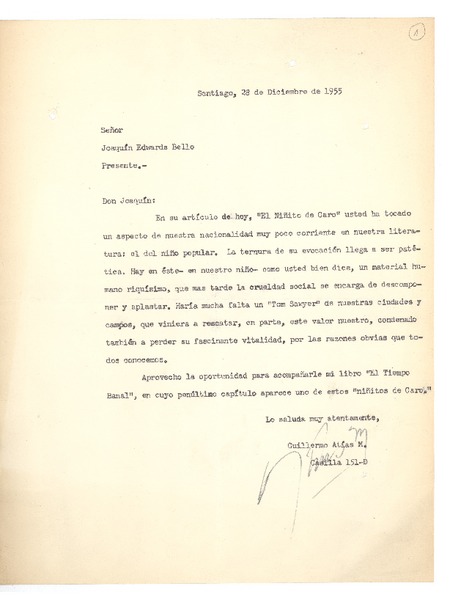 1
Santiago, 28 de Diciembre de 1955
Señor
Joaquín Edwards Bello
Presente.-
Don Joaquín:
En su artículo de hoy, "El Niñito de Caro" usted ha tocado
un aspecto de nuestra nacionalidad muy poco corriente en nuestra litera-
tura: el del niño popular. La ternura de su evocación llega a ser paté-
tica. Hay en éste- en nuestro niño- como usted bien dice, un material hu-
mano riquísimo, que mas tarde la crueldad social se encarga de descompo-
ner y aplastar. Haría mucha falta un "Tom Sawyer" de nuestras ciudades y
campos, que viniera a rescatar, en parte, este valor nuestro, condenado
también a perder su fascinante vitalidad, por las razones obvias que to-
dos conocemos.
Aprovecho la oportunidad para acompañarle mi libro "El Tiempo
Banal", en cuyo penúltimo capítulo aparece uno de estos "niñitos de Caro."
Lo saluda muy atentamente,
Guillermo Atías M.
Casilla 151-D